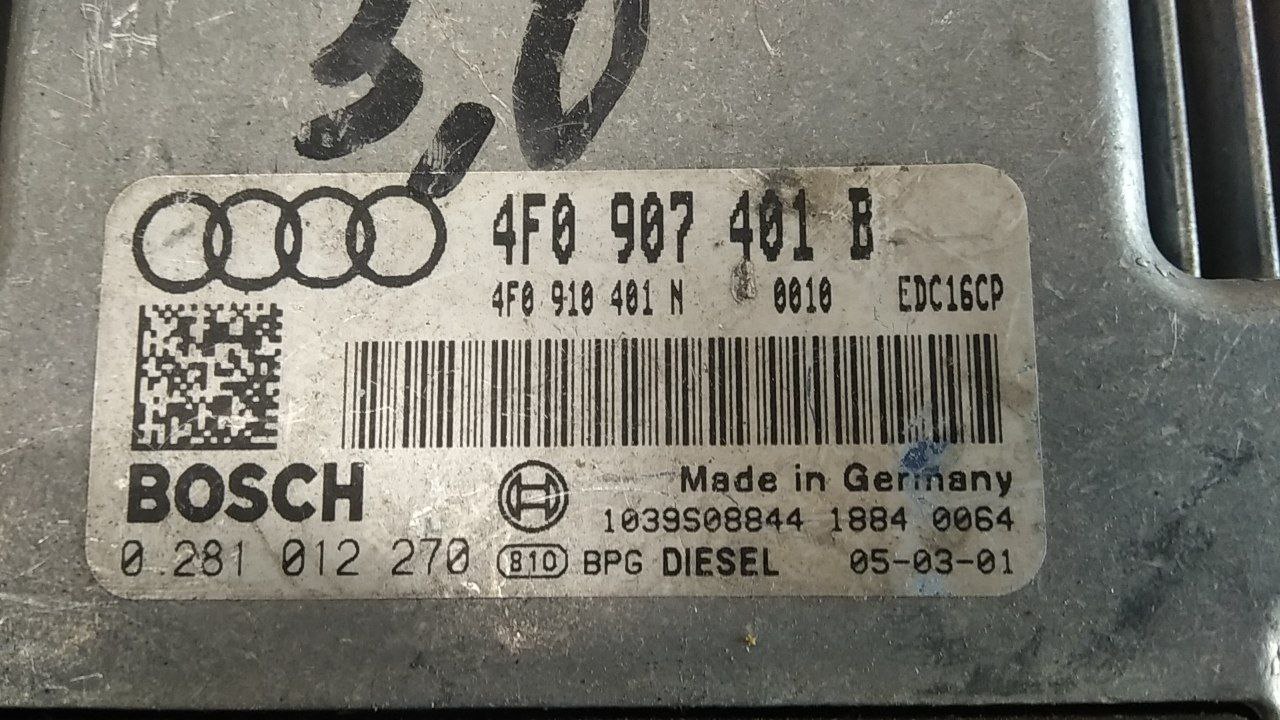 3,0
4F0 907 401 B
4F0 910 401 N 0010 EDC16CP
BOSCH
Made in Germany
1039S08844 1884 0064
0 281 012 270 810 BPG DIESEL 05-03-01